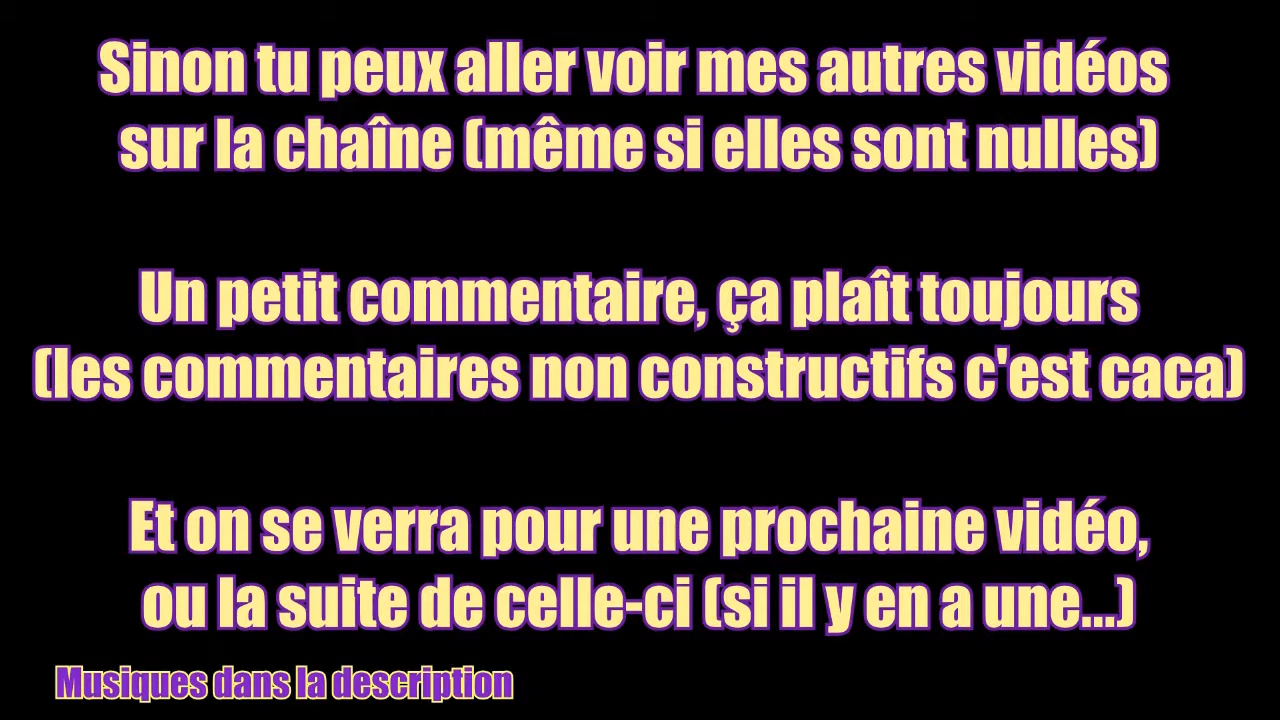 Sinon tu peux aller voir mes autres vidéos
sur la chaîne (même si elles sont nulles)
Un petit commentaire, ça plaît toujours
(les commentaires non constructifs c'est caca)
Et on se verra pour une prochaine vidéo,
ou la suite de celle-ci (si il y en a une...)
Musiques dans la description